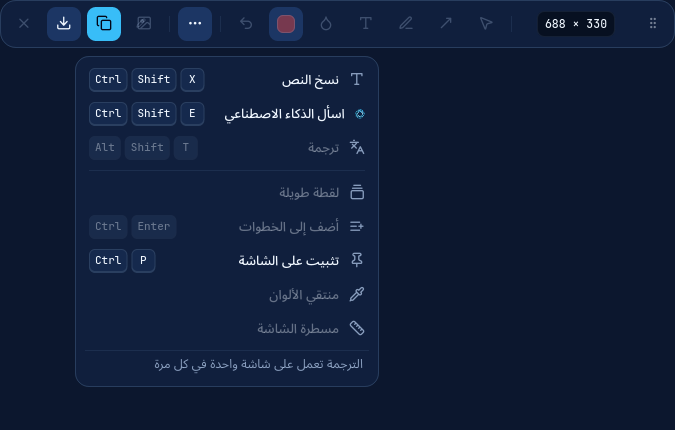 688 × 330
نسخ النص Ctrl Shift X
اسأل الذكاء الاصطناعي Ctrl Shift E
ترجمة Alt Shift T
لقطة طويلة
أضف إلى الخطوات Ctrl Enter
تثبيت على الشاشة Ctrl P
منتقي الألوان
مسطرة الشاشة
الترجمة تعمل على شاشة واحدة في كل مرة